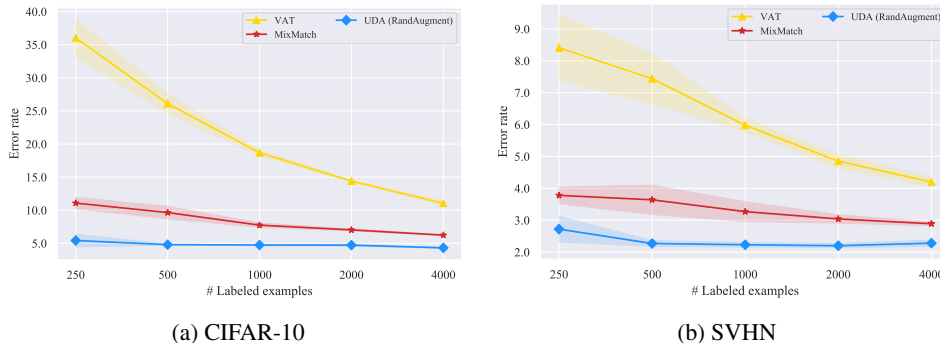 40.0
35.0
30.0
25.0
20.0
15.0
10.0
5.0
Error rate
VAT
MixMatch
UDA (RandAugment)
250 500 1000 2000 4000
# Labeled examples
(a) CIFAR-10
9.0
8.0
7.0
6.0
5.0
4.0
3.0
2.0
Error rate
VAT
MixMatch
UDA (RandAugment)
250 500 1000 2000 4000
# Labeled examples
(b) SVHN